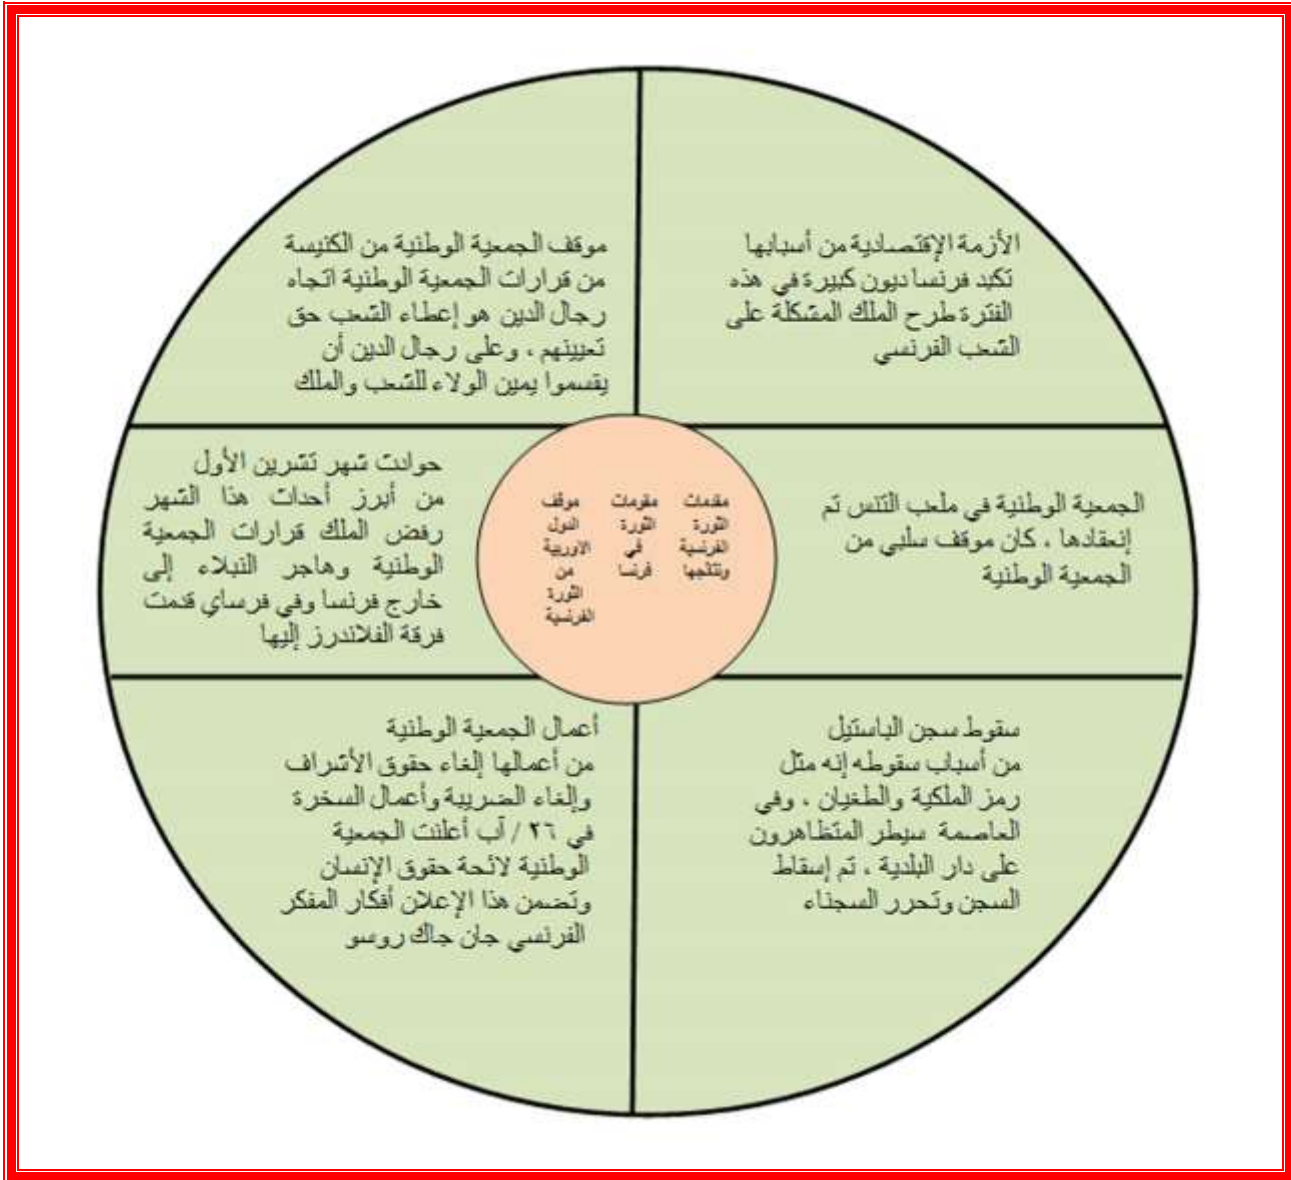 الأزمة الإقتصادية من أسبابها
تكبد فرنسا ديون كبيرة في هذه
الفترة طرح الملك المشكلة على
الشعب الفرنسي
موقف الجمعية الوطنية من الكنيسة
من قرارات الجمعية الوطنية اتجاه
رجال الدين هو إعطاء الشعب حق
تعيينهم ، وعلى رجال الدين أن
يقسموا يمين الولاء للشعب والملك
الجمعية الوطنية في ملعب التنس تم
إنعقادها ، كان موقف سلبي من
الجمعية الوطنية
مقدمات
الثورة
الفرنسية
ونتائجها
مقومات
الثورة
في
فرنسا
موقف
الدول
الاوربية
من
الثورة
الفرنسية
حوادث شهر تشرين الأول
من أبرز أحداث هذا الشهر
رفض الملك قرارات الجمعية
الوطنية وهاجر النبلاء إلى
خارج فرنسا وفي فرساي قدمت
فرقة الفلاندرز إليها
سقوط سجن الباستيل
من أسباب سقوطه إنه مثل
رمز الملكية والطغيان ، وفي
العاصمة سيطر المتظاهرون
على دار البلدية ، تم إسقاط
السجن وتحرر السجناء
أعمال الجمعية الوطنية
من أعمالها إلغاء حقوق الأشراف
وإلغاء الضريبة وأعمال السخرة
في ٢٦ / آب أعلنت الجمعية
الوطنية لائحة حقوق الإنسان
وتضمن هذا الإعلان أفكار المفكر
الفرنسي جان جاك روسو